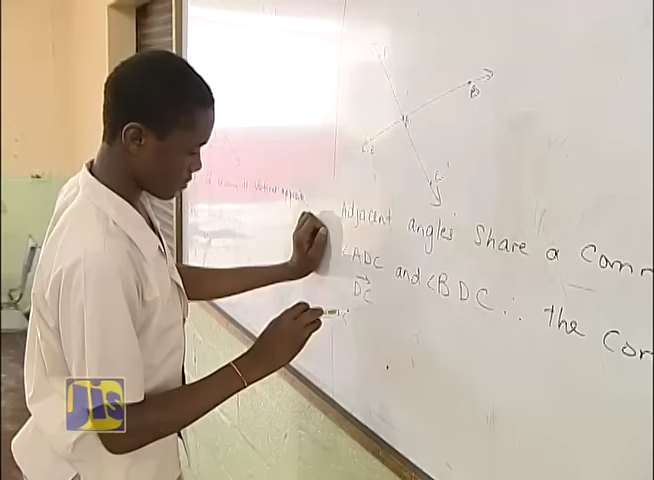 B
C
Adjacent angles share a comm
<ADC and <BDC ∴ the com
DC
Jis